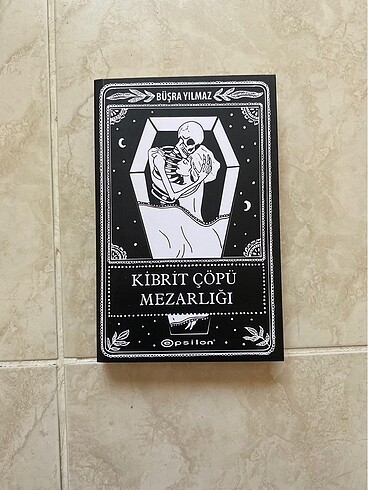 BÜŞRA YILMAZ
KİBRİT ÇÖPÜ
MEZARLIĞI
epsilon